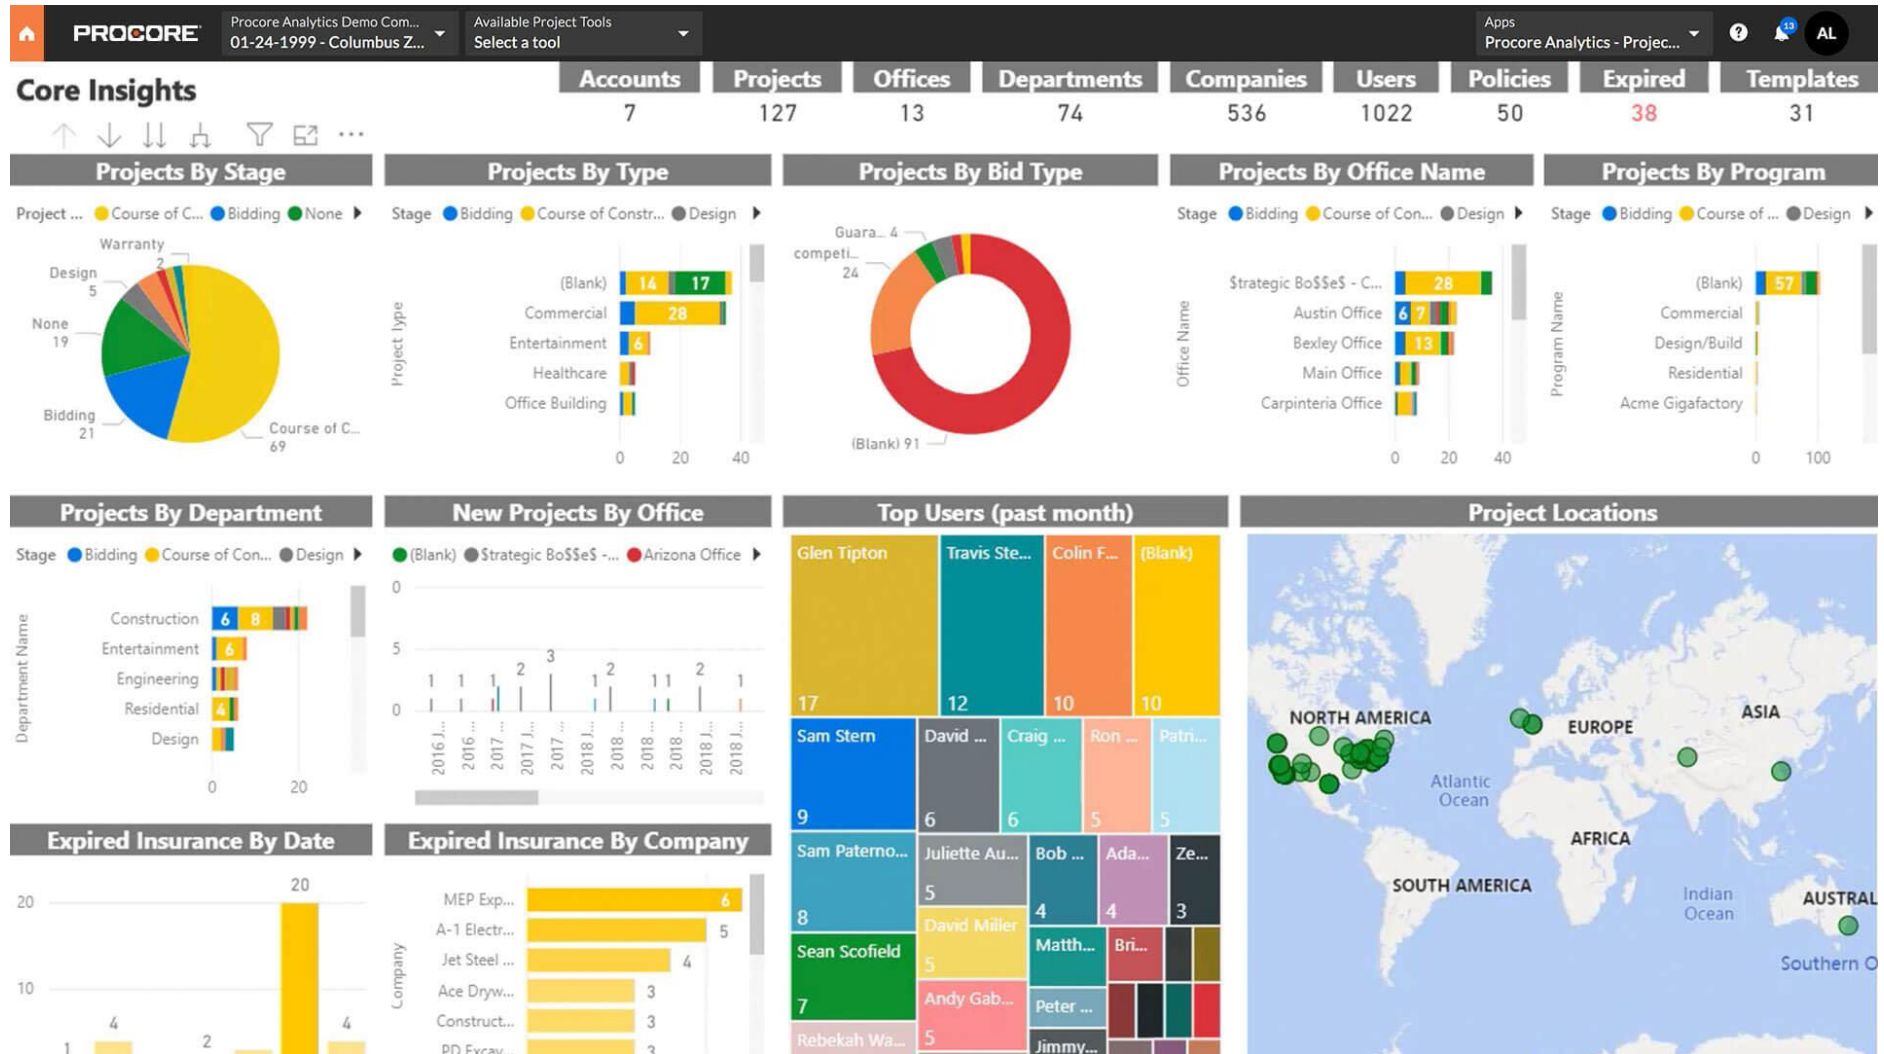 PROCORE
Procore Analytics Demo Com...
01-24-1999 - Columbus Z...
Available Project Tools
Select a tool
Apps
Procore Analytics - Projec...
13
AL
Core Insights
Accounts Projects Offices Departments Companies Users Policies Expired Templates
7 127 13 74 536 1022 50 38 31
Projects By Stage
Project ... Course of C... Bidding None
Warranty
2
Design
5
None
19
Bidding
21
Course of C...
69
Projects By Type
Stage Bidding Course of Constr... Design
Project Type
(Blank) 14 17
Commercial 28
Entertainment 6
Healthcare
Office Building
0 20 40
Projects By Bid Type
Guara... 4
competi...
24
(Blank) 91
Projects By Office Name
Stage Bidding Course of Con... Design
Office Name
$trategic Bo$$e$ - C... 28
Austin Office 6 7
Bexley Office 13
Main Office
Carpinteria Office
0 20 40
Projects By Program
Stage Bidding Course of ... Design
Program Name
(Blank) 57
Commercial
Design/Build
Residential
Acme Gigafactory
0 100
Projects By Department
Stage Bidding Course of Con... Design
Department Name
Construction 6 8
Entertainment 6
Engineering
Residential 4
Design
0 20
New Projects By Office
(Blank) $trategic Bo$$e$ -... Arizona Office
0
5
0
1 1 1 2 3 1 2 1 1 2 1
2016 J... 2016 ... 2017 ... 2017 J... 2017 ... 2018 J... 2018 ... 2018 ... 2018 ... 2018 J... 2018 J...
Top Users (past month)
Glen Tipton
17
Travis Ste...
12
Colin F...
10
(Blank)
10
Sam Stern
9
David ...
6
Craig ...
6
Ron ...
5
Patri...
5
Sam Paterno...
8
Juliette Au...
5
Bob ...
4
Ada...
4
Ze...
3
Sean Scofield
7
David Miller
5
Matth...
Bri...
Andy Gab...
5
Peter ...
Rebekah Wa...
Jimmy...
Project Locations
NORTH AMERICA
EUROPE
ASIA
Atlantic
Ocean
AFRICA
SOUTH AMERICA
Indian
Ocean
AUSTRAL
Southern O
Expired Insurance By Date
20
10
1 4 2 20 4
Expired Insurance By Company
Company
MEP Exp... 6
A-1 Electr... 5
Jet Steel ... 4
Ace Dryw... 3
Construct... 3
PD Excav... 3